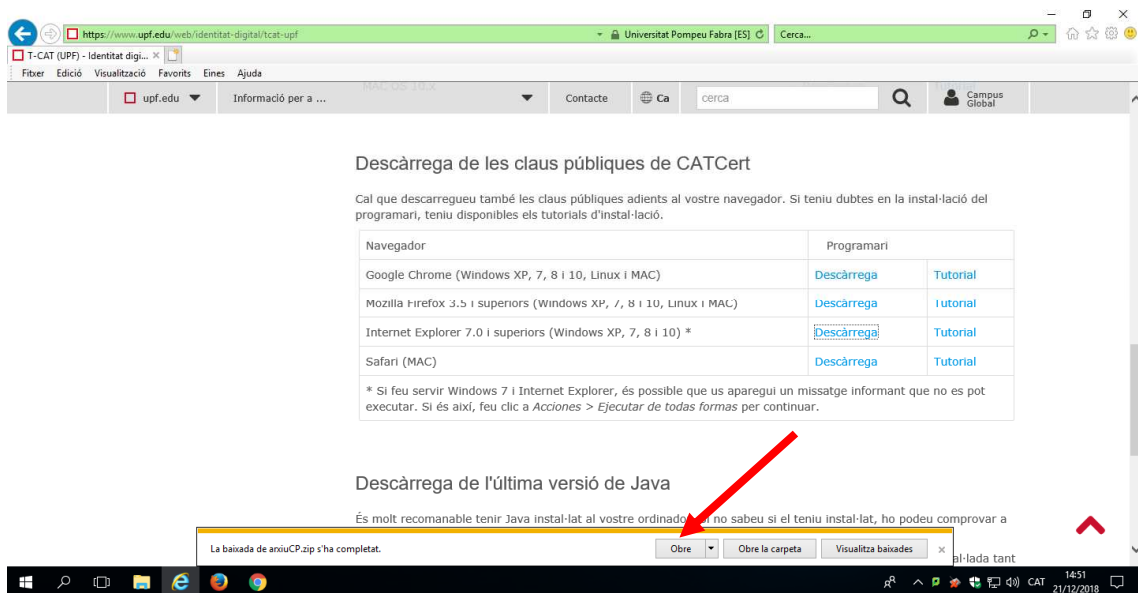 https://www.upf.edu/web/identitat-digital/tcat-upf
Universitat Pompeu Fabra [ES]
Cerca...
T-CAT (UPF) - Identitat digi...
Fitxer Edició Visualització Favorits Eines Ajuda
MAC OS 10.x
upf.edu
Informació per a ...
Contacte
Ca
cerca
Campus Global
Descàrrega de les claus públiques de CATCert
Cal que descarregueu també les claus públiques adients al vostre navegador. Si teniu dubtes en la instal·lació del
programari, teniu disponibles els tutorials d'instal·lació.
Navegador Programari
Google Chrome (Windows XP, 7, 8 i 10, Linux i MAC) Descàrrega Tutorial
Mozilla Firefox 3.5 i superiors (Windows XP, 7, 8 i 10, Linux i MAC) Descàrrega Tutorial
Internet Explorer 7.0 i superiors (Windows XP, 7, 8 i 10) * Descàrrega Tutorial
Safari (MAC) Descàrrega Tutorial
* Si feu servir Windows 7 i Internet Explorer, és possible que us aparegui un missatge informant que no es pot
executar. Si és així, feu clic a Acciones > Ejecutar de todas formas per continuar.
Descàrrega de l'última versió de Java
És molt recomanable tenir Java instal·lat al vostre ordinador. Si no sabeu si el teniu instal·lat, ho podeu comprovar a
La baixada de arxiuCP.zip s'ha completat.
Obre
Obre la carpeta
Visualitza baixades
al·lada tant
CAT
14:51
21/12/2018